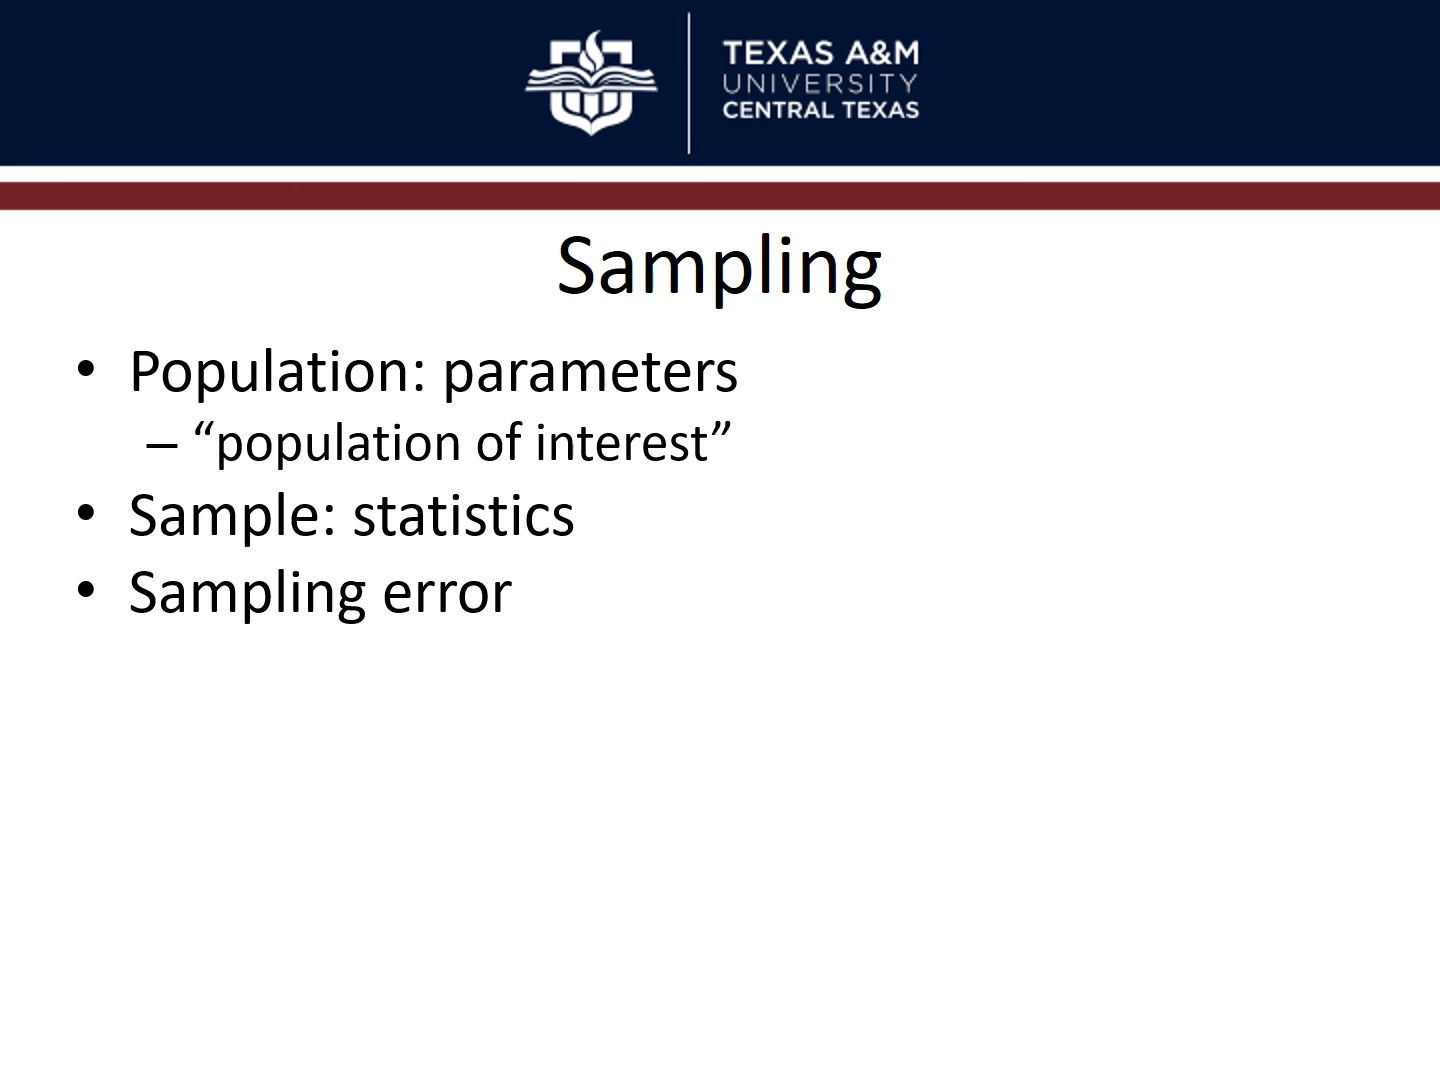 TEXAS A&M
UNIVERSITY
CENTRAL TEXAS
Sampling
• Population: parameters
– “population of interest”
• Sample: statistics
• Sampling error